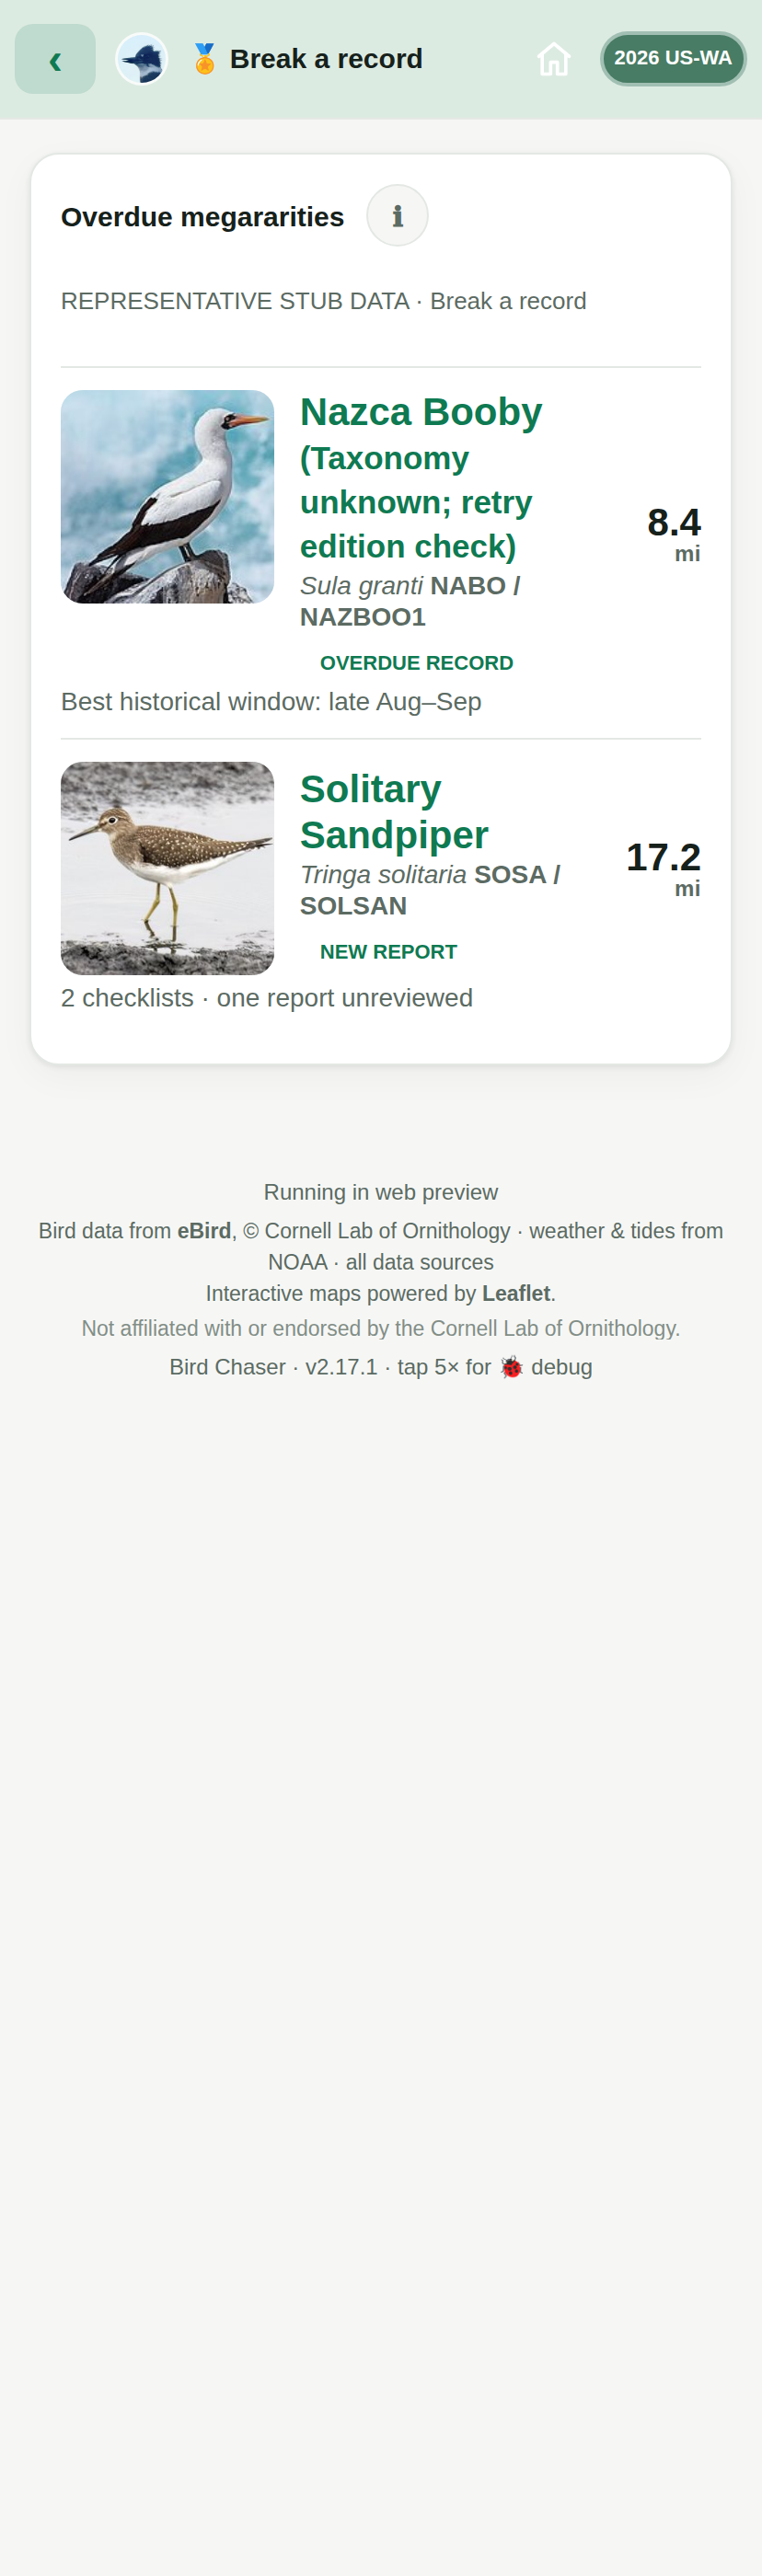 ‹ 🏅 Break a record 2026 US-WA
Overdue megararities ℹ
REPRESENTATIVE STUB DATA · Break a record
Nazca Booby
(Taxonomy
unknown; retry
edition check)
8.4
mi
Sula granti NABO /
NAZBOO1
OVERDUE RECORD
Best historical window: late Aug–Sep
Solitary
Sandpiper
17.2
mi
Tringa solitaria SOSA /
SOLSAN
NEW REPORT
2 checklists · one report unreviewed
Running in web preview
Bird data from eBird, © Cornell Lab of Ornithology · weather & tides from
NOAA · all data sources
Interactive maps powered by Leaflet.
Not affiliated with or endorsed by the Cornell Lab of Ornithology.
Bird Chaser · v2.17.1 · tap 5× for 🐞 debug